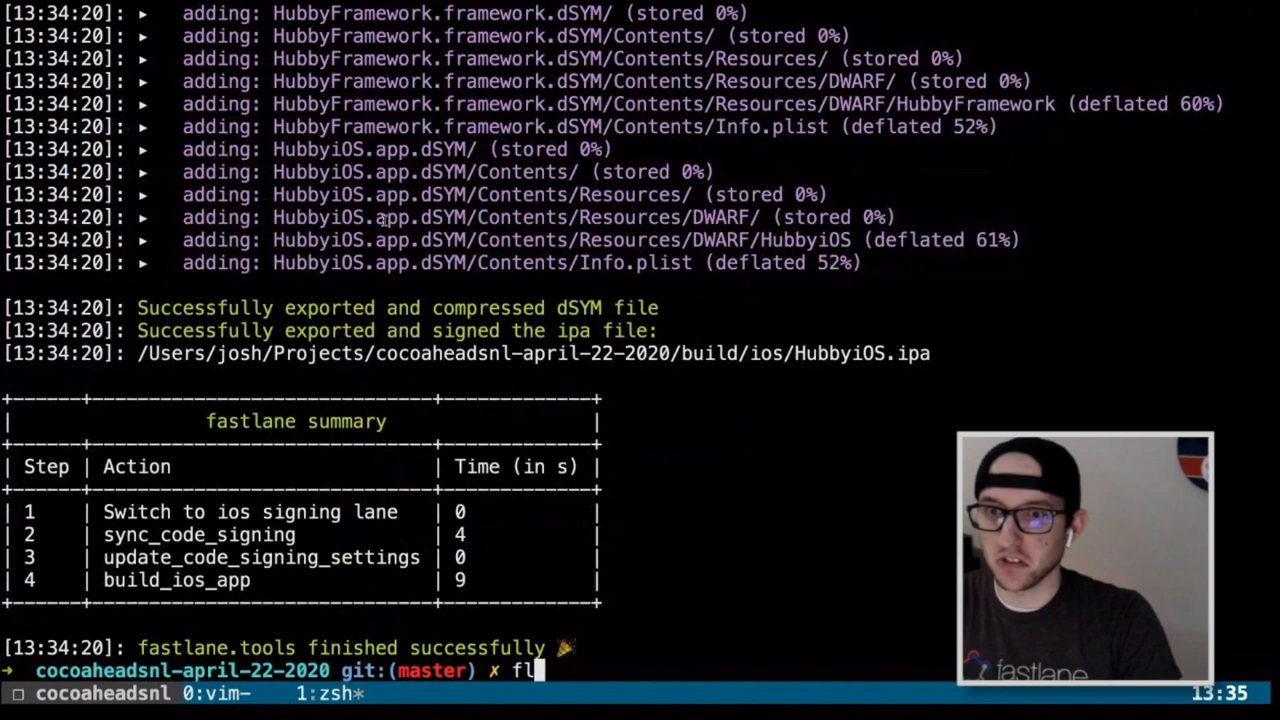 [13:34:20]: ▸   adding: HubbyFramework.framework.dSYM/ (stored 0%)
[13:34:20]: ▸   adding: HubbyFramework.framework.dSYM/Contents/ (stored 0%)
[13:34:20]: ▸   adding: HubbyFramework.framework.dSYM/Contents/Resources/ (stored 0%)
[13:34:20]: ▸   adding: HubbyFramework.framework.dSYM/Contents/Resources/DWARF/ (stored 0%)
[13:34:20]: ▸   adding: HubbyFramework.framework.dSYM/Contents/Resources/DWARF/HubbyFramework (deflated 60%)
[13:34:20]: ▸   adding: HubbyFramework.framework.dSYM/Contents/Info.plist (deflated 52%)
[13:34:20]: ▸   adding: HubbyiOS.app.dSYM/ (stored 0%)
[13:34:20]: ▸   adding: HubbyiOS.app.dSYM/Contents/ (stored 0%)
[13:34:20]: ▸   adding: HubbyiOS.app.dSYM/Contents/Resources/ (stored 0%)
[13:34:20]: ▸   adding: HubbyiOS.app.dSYM/Contents/Resources/DWARF/ (stored 0%)
[13:34:20]: ▸   adding: HubbyiOS.app.dSYM/Contents/Resources/DWARF/HubbyiOS (deflated 61%)
[13:34:20]: ▸   adding: HubbyiOS.app.dSYM/Contents/Info.plist (deflated 52%)
[13:34:20]: Successfully exported and compressed dSYM file
[13:34:20]: Successfully exported and signed the ipa file:
[13:34:20]: /Users/josh/Projects/cocoaheadsnl-april-22-2020/build/ios/HubbyiOS.ipa
fastlane summary
| Step | Action | Time (in s) |
| 1 | Switch to ios signing lane | 0 |
| 2 | sync_code_signing | 4 |
| 3 | update_code_signing_settings | 0 |
| 4 | build_ios_app | 9 |
[13:34:20]: fastlane.tools finished successfully 🎉
→ cocoaheadsnl-april-22-2020 git:(master) ✗ fl
□ cocoaheadsnl 0:vim- 1:zsh* 13:35
fastlane